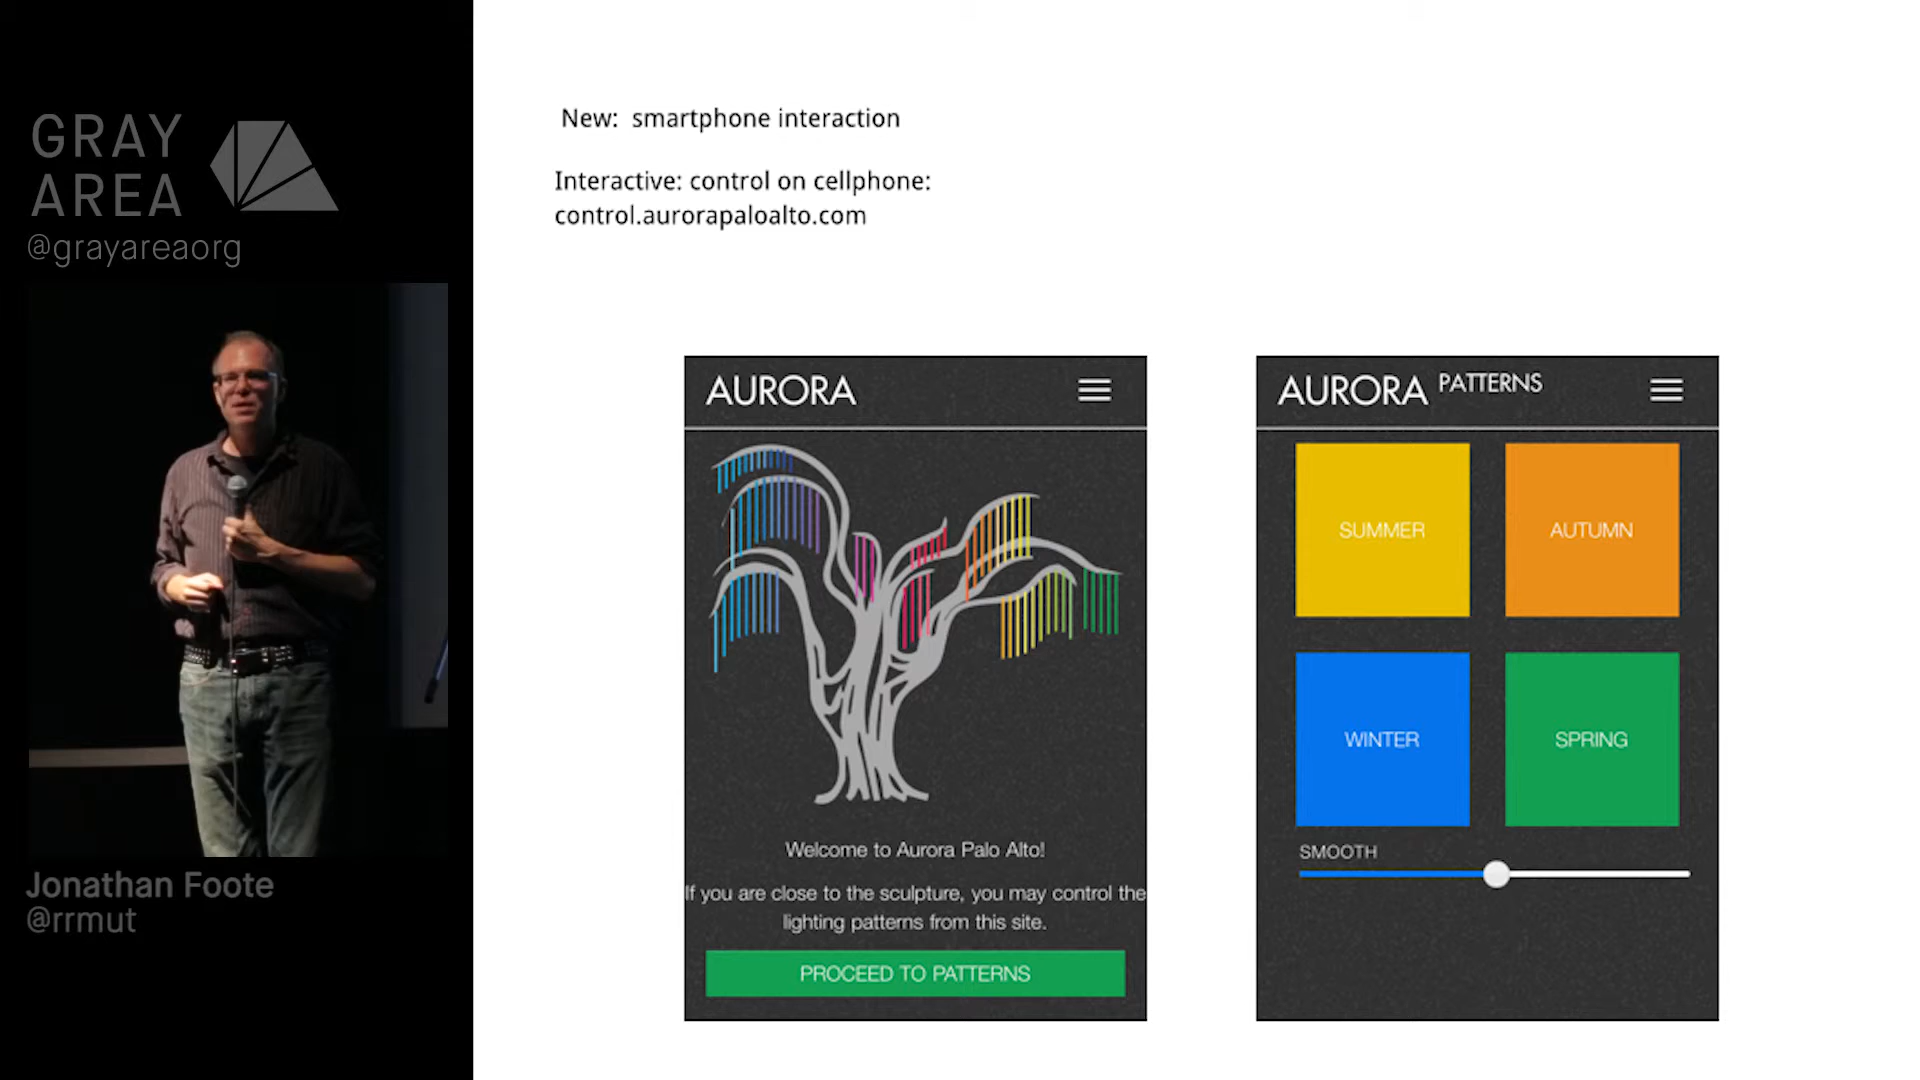 GRAY
AREA
@grayareaorg
Jonathan Foote
@rrmut
New: smartphone interaction
Interactive: control on cellphone:
control.aurorapaloalto.com
AURORA
Welcome to Aurora Palo Alto!
If you are close to the sculpture, you may control the
lighting patterns from this site.
PROCEED TO PATTERNS
AURORA PATTERNS
SUMMER
AUTUMN
WINTER
SPRING
SMOOTH